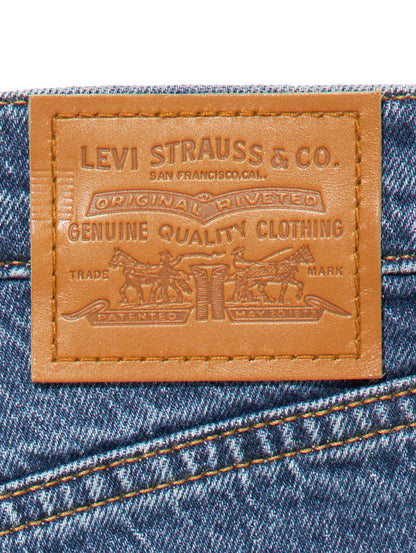 LEVI STRAUSS & CO.
SAN FRANCISCO, CAL.
ORIGINAL RIVETED
GENUINE QUALITY CLOTHING
TRADE MARK
PATENTED MAY 20 1873